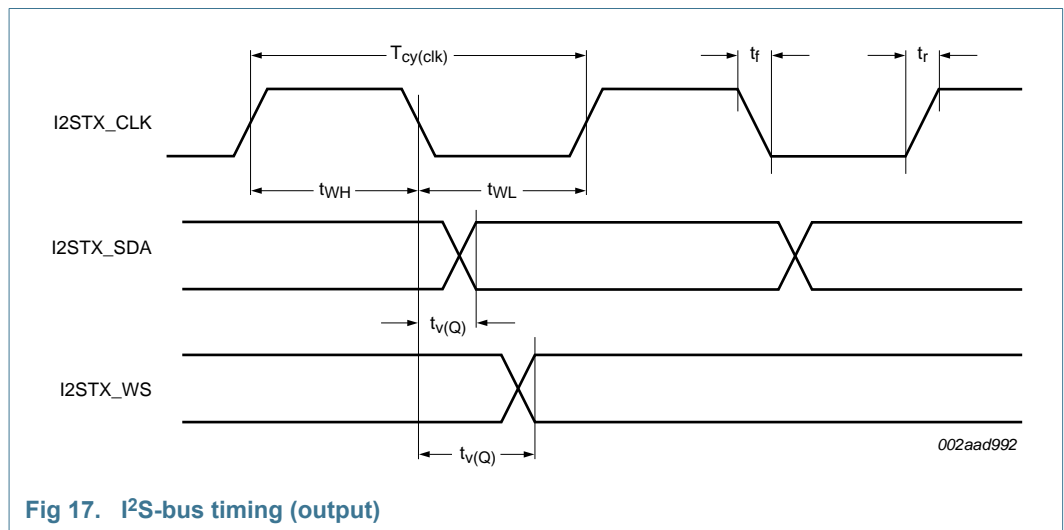 T_cy(clk)
t_f
t_r
I2STX_CLK
t_WH
t_WL
I2STX_SDA
t_v(Q)
I2STX_WS
t_v(Q)
002aad992
Fig 17. I²S-bus timing (output)